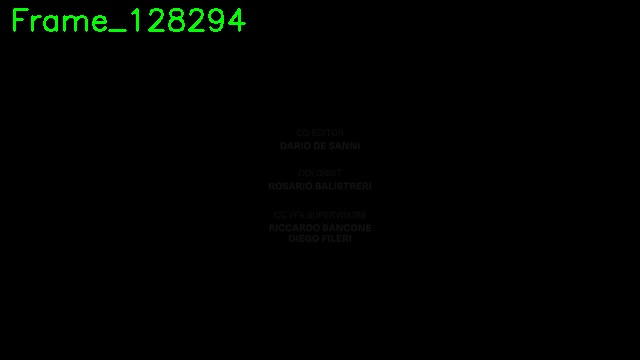 Frame_128294
CO-EDITOR
DARIO DE SANNI
COLORIST
ROSARIO BALISTRERI
CG VFX SUPERVISORS
RICCARDO BANCONE
DIEGO FILERI